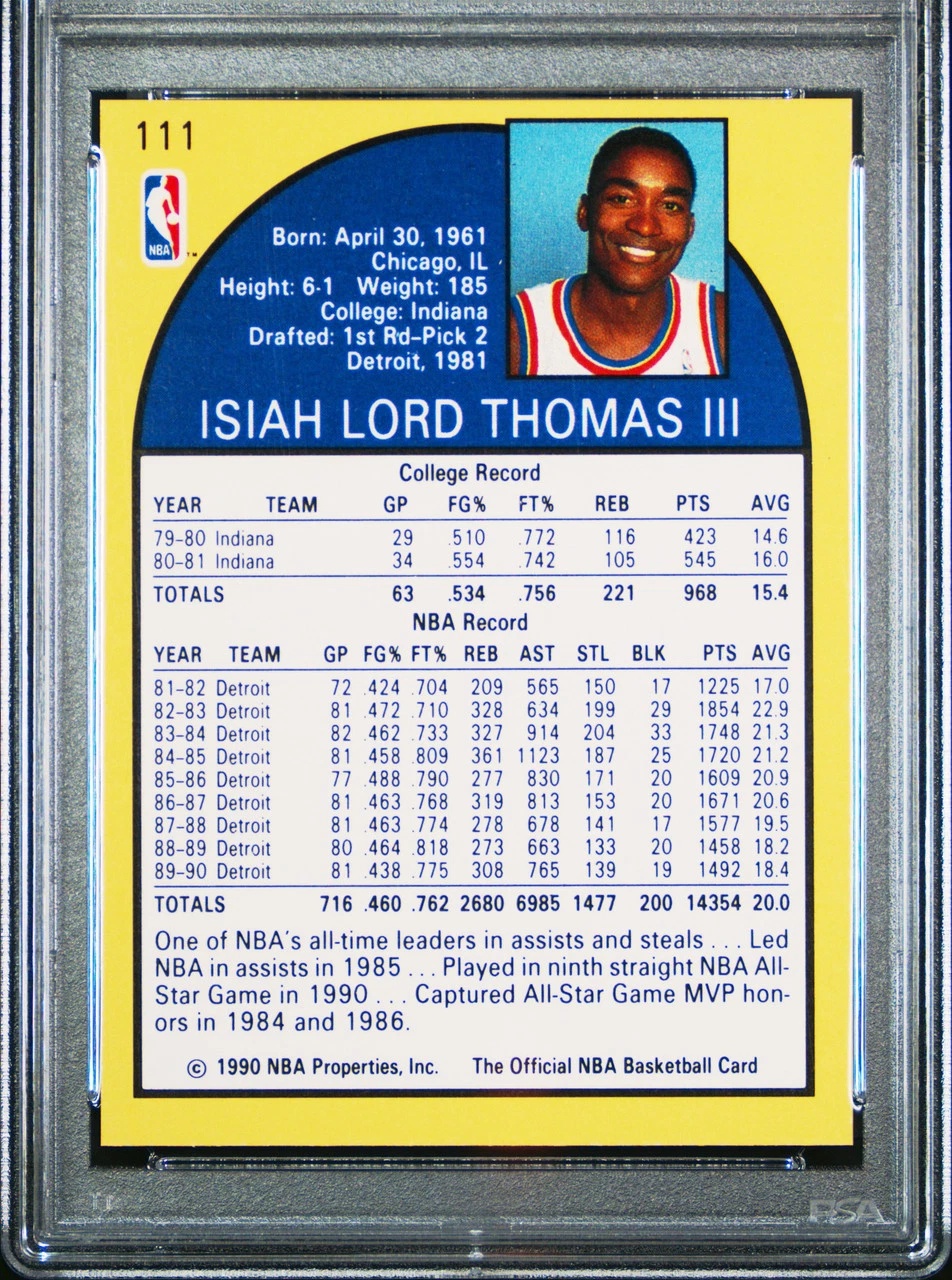 111
NBA
™
Born: April 30, 1961
Chicago, IL
Height: 6-1 Weight: 185
College: Indiana
Drafted: 1st Rd–Pick 2
Detroit, 1981
ISIAH LORD THOMAS III
College Record
YEAR TEAM GP FG% FT% REB PTS AVG
79–80 Indiana 29 .510 .772 116 423 14.6
80–81 Indiana 34 .554 .742 105 545 16.0
TOTALS 63 .534 .756 221 968 15.4
NBA Record
YEAR TEAM GP FG% FT% REB AST STL BLK PTS AVG
81–82 Detroit 72 .424 .704 209 565 150 17 1225 17.0
82–83 Detroit 81 .472 .710 328 634 199 29 1854 22.9
83–84 Detroit 82 .462 .733 327 914 204 33 1748 21.3
84–85 Detroit 81 .458 .809 361 1123 187 25 1720 21.2
85–86 Detroit 77 .488 .790 277 830 171 20 1609 20.9
86–87 Detroit 81 .463 .768 319 813 153 20 1671 20.6
87–88 Detroit 81 .463 .774 278 678 141 17 1577 19.5
88–89 Detroit 80 .464 .818 273 663 133 20 1458 18.2
89–90 Detroit 81 .438 .775 308 765 139 19 1492 18.4
TOTALS 716 .460 .762 2680 6985 1477 200 14354 20.0
One of NBA's all-time leaders in assists and steals . . . Led
NBA in assists in 1985 . . . Played in ninth straight NBA All-
Star Game in 1990 . . . Captured All-Star Game MVP hon-
ors in 1984 and 1986.
© 1990 NBA Properties, Inc. The Official NBA Basketball Card
PSA